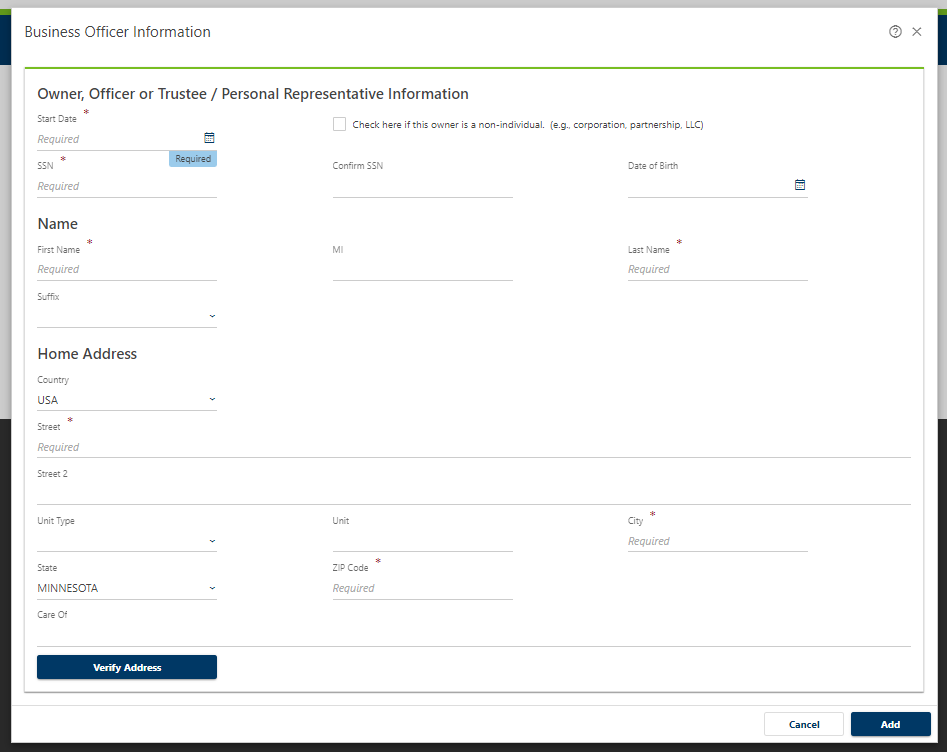 Business Officer Information
Owner, Officer or Trustee / Personal Representative Information
Start Date *
Required
Check here if this owner is a non-individual. (e.g., corporation, partnership, LLC)
Required
SSN *
Confirm SSN
Date of Birth
Required
Name
First Name *
MI
Last Name *
Required
Required
Suffix
Home Address
Country
USA
Street *
Required
Street 2
Unit Type
Unit
City *
Required
State
ZIP Code *
MINNESOTA
Required
Care Of
Verify Address
Cancel
Add